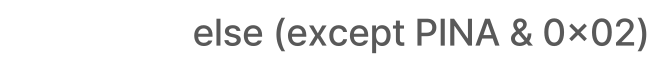 else (except PINA & 0×02)